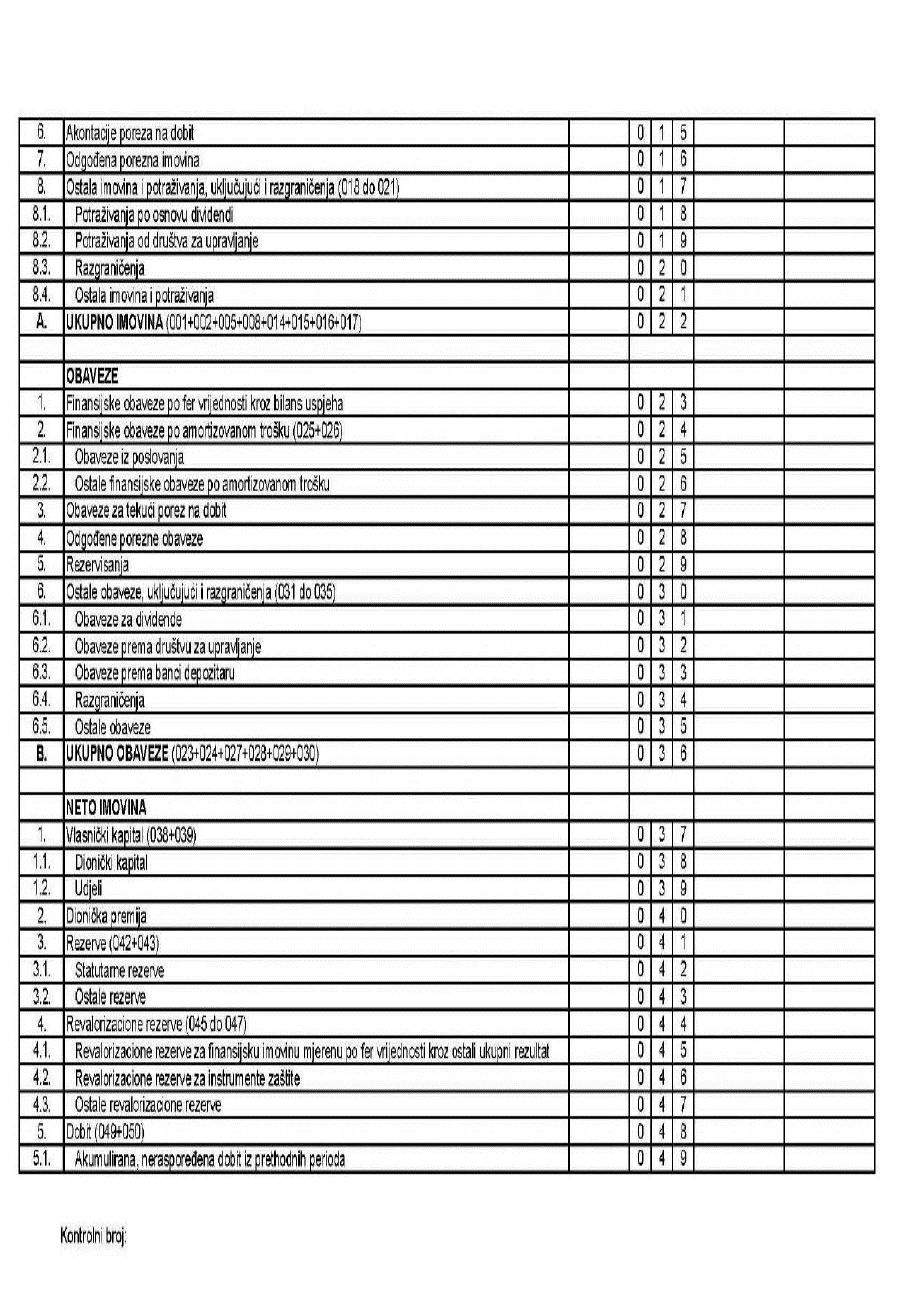 6. Akontacije poreza na dobit 0 1 5
7. Odgođena porezna imovina 0 1 6
8. Ostala imovina i potraživanja, uključujući i razgraničenja (018 do 021) 0 1 7
8.1. Potraživanja po osnovu dividendi 0 1 8
8.2. Potraživanja od društva za upravljanje 0 1 9
8.3. Razgraničenja 0 2 0
8.4. Ostala imovina i potraživanja 0 2 1
A. UKUPNO IMOVINA (001+002+005+008+014+015+016+017) 0 2 2
OBAVEZE
1. Finansijske obaveze po fer vrijednosti kroz bilans uspjeha 0 2 3
2. Finansijske obaveze po amortizovanom trošku (025+026) 0 2 4
2.1. Obaveze iz poslovanja 0 2 5
2.2. Ostale finansijske obaveze po amortizovanom trošku 0 2 6
3. Obaveze za tekući porez na dobit 0 2 7
4. Odgođene porezne obaveze 0 2 8
5. Rezervisanja 0 2 9
6. Ostale obaveze, uključujući i razgraničenja (031 do 035) 0 3 0
6.1. Obaveze za dividende 0 3 1
6.2. Obaveze prema društvu za upravljanje 0 3 2
6.3. Obaveze prema banci depozitaru 0 3 3
6.4. Razgraničenja 0 3 4
6.5. Ostale obaveze 0 3 5
B. UKUPNO OBAVEZE (023+024+027+028+029+030) 0 3 6
NETO IMOVINA
1. Vlasnički kapital (038+039) 0 3 7
1.1. Dionički kapital 0 3 8
1.2. Udjeli 0 3 9
2. Dionička premija 0 4 0
3. Rezerve (042+043) 0 4 1
3.1. Statutarne rezerve 0 4 2
3.2. Ostale rezerve 0 4 3
4. Revalorizacione rezerve (045 do 047) 0 4 4
4.1. Revalorizacione rezerve za finansijsku imovinu mjerenu po fer vrijednosti kroz ostali ukupni rezultat 0 4 5
4.2. Revalorizacione rezerve za instrumente zaštite 0 4 6
4.3. Ostale revalorizacione rezerve 0 4 7
5. Dobit (049+050) 0 4 8
5.1. Akumulirana, neraspoređena dobit iz prethodnih perioda 0 4 9
Kontrolni broj: